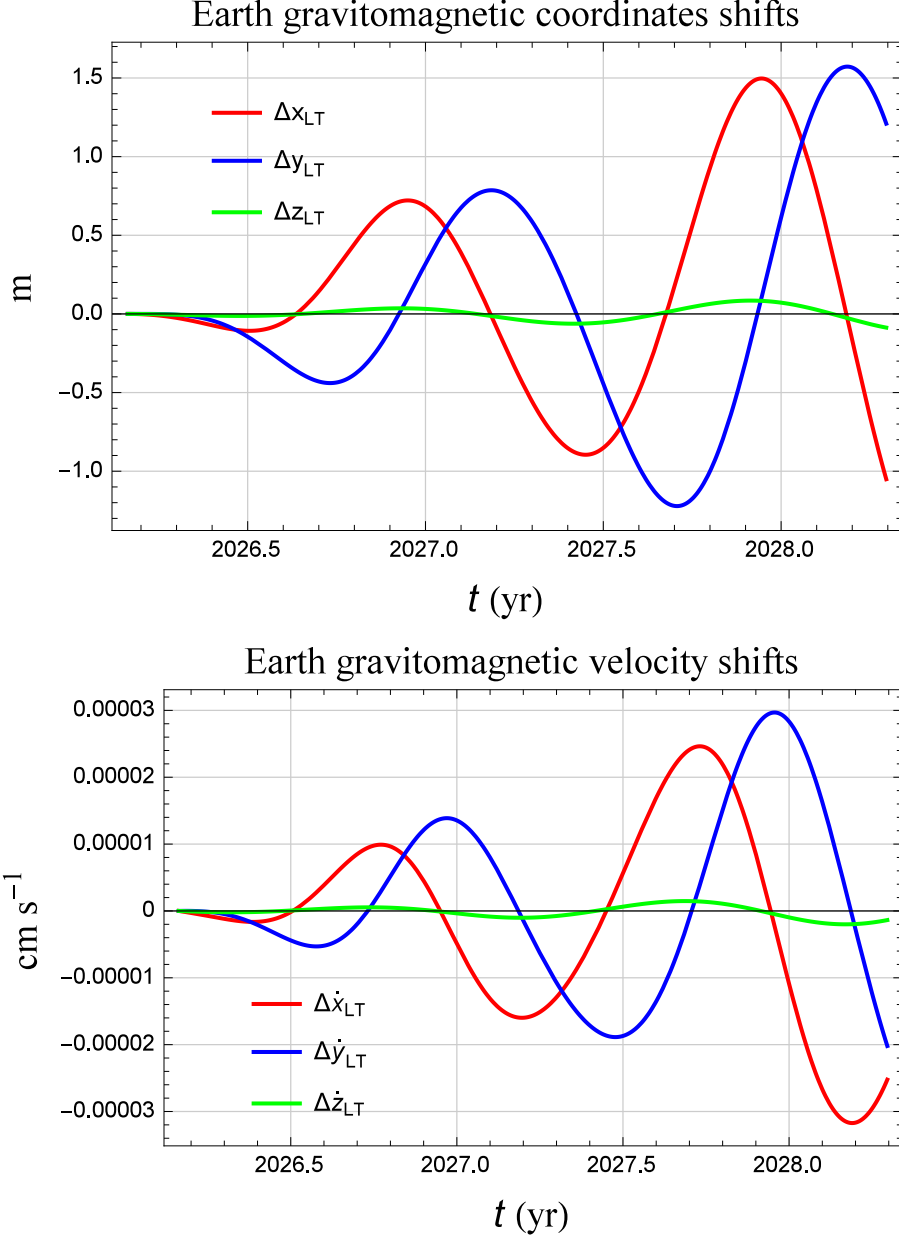 Earth gravitomagnetic coordinates shifts
1.5
1.0
0.5
0.0
−0.5
−1.0
m
Δx_LT
Δy_LT
Δz_LT
2026.5 2027.0 2027.5 2028.0
t (yr)
Earth gravitomagnetic velocity shifts
0.00003
0.00002
0.00001
0
−0.00001
−0.00002
−0.00003
cm s⁻¹
Δẋ_LT
Δẏ_LT
Δż_LT
2026.5 2027.0 2027.5 2028.0
t (yr)